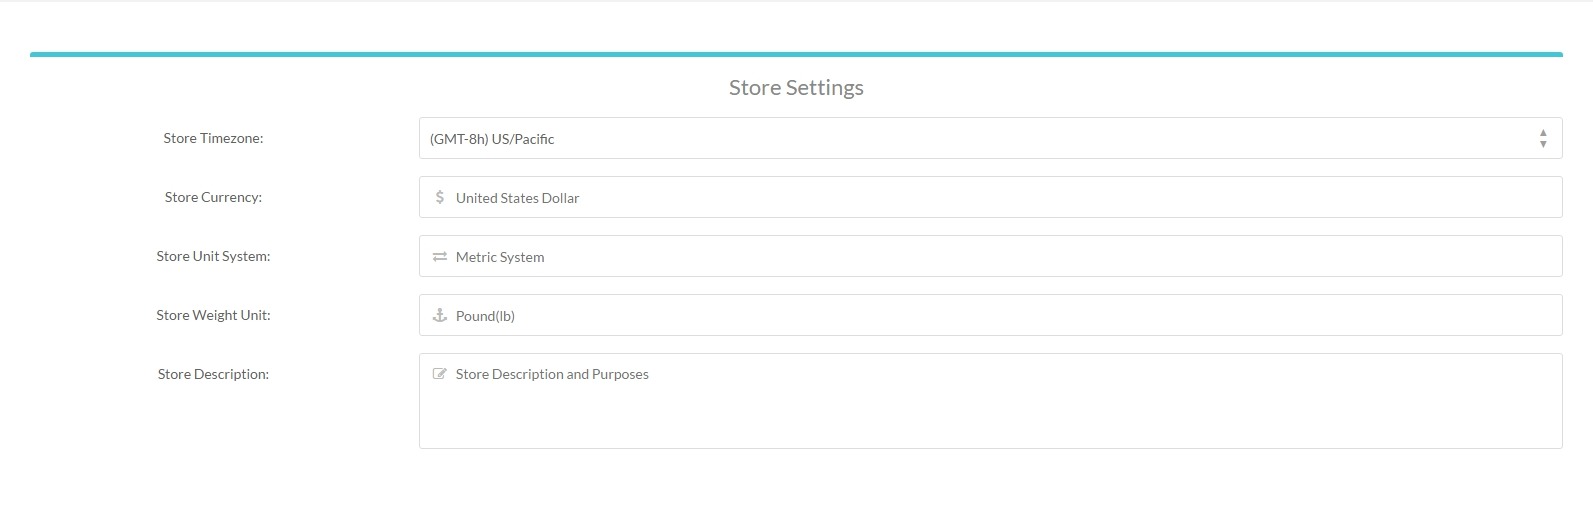 Store Settings
Store Timezone: (GMT-8h) US/Pacific
Store Currency: United States Dollar
Store Unit System: Metric System
Store Weight Unit: Pound(lb)
Store Description: Store Description and Purposes